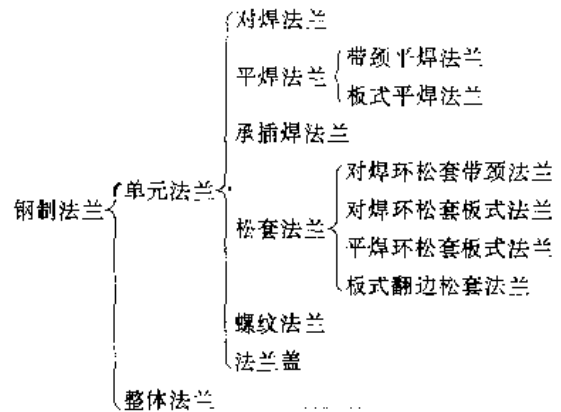 对焊法兰
带颈平焊法兰
平焊法兰
板式平焊法兰
承插焊法兰
对焊环松套带颈法兰
单元法兰
钢制法兰
对焊环松套板式法兰
松套法兰
平焊环松套板式法兰
板式翻边松套法兰
螺纹法兰
法兰盖
整体法兰